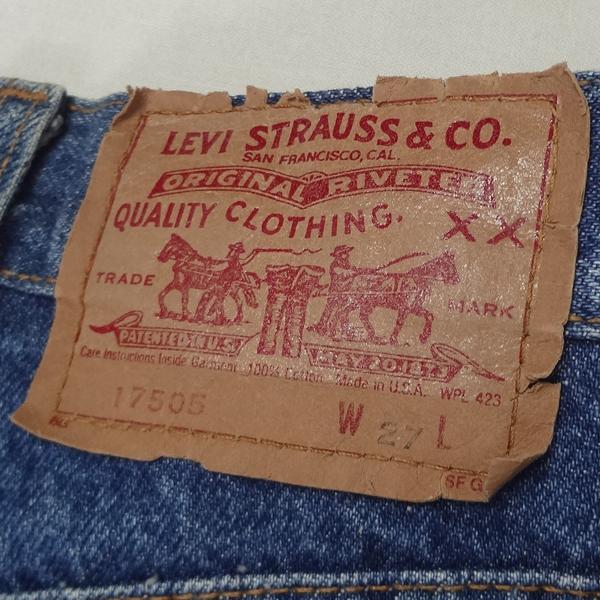 LEVI STRAUSS & CO.
SAN FRANCISCO, CAL.
ORIGINAL RIVETED
QUALITY CLOTHING. XX
TRADE MARK
PATENTED IN U.S. MAY 20 1873
Care Instructions Inside Garment - 100% Cotton - Made in U.S.A. WPL 423
17505 W 27 L
SF G